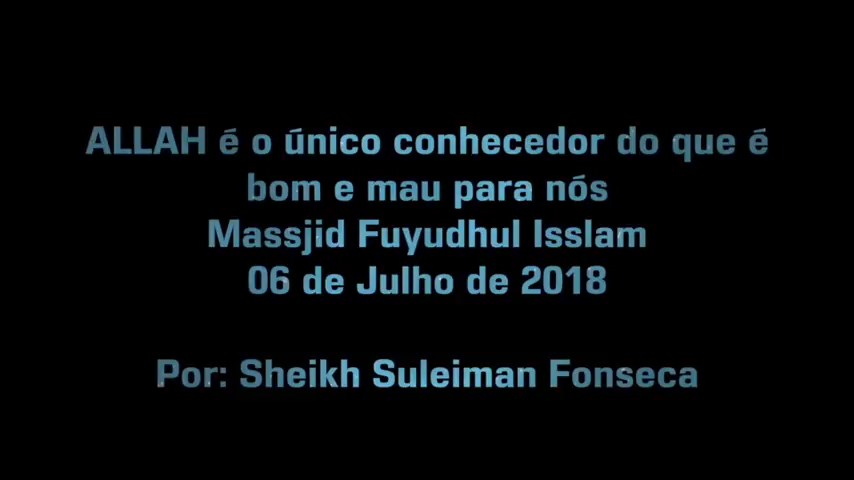 ALLAH é o único conhecedor do que é
bom e mau para nós
Massjid Fuyudhul Isslam
06 de Julho de 2018
Por: Sheikh Suleiman Fonseca